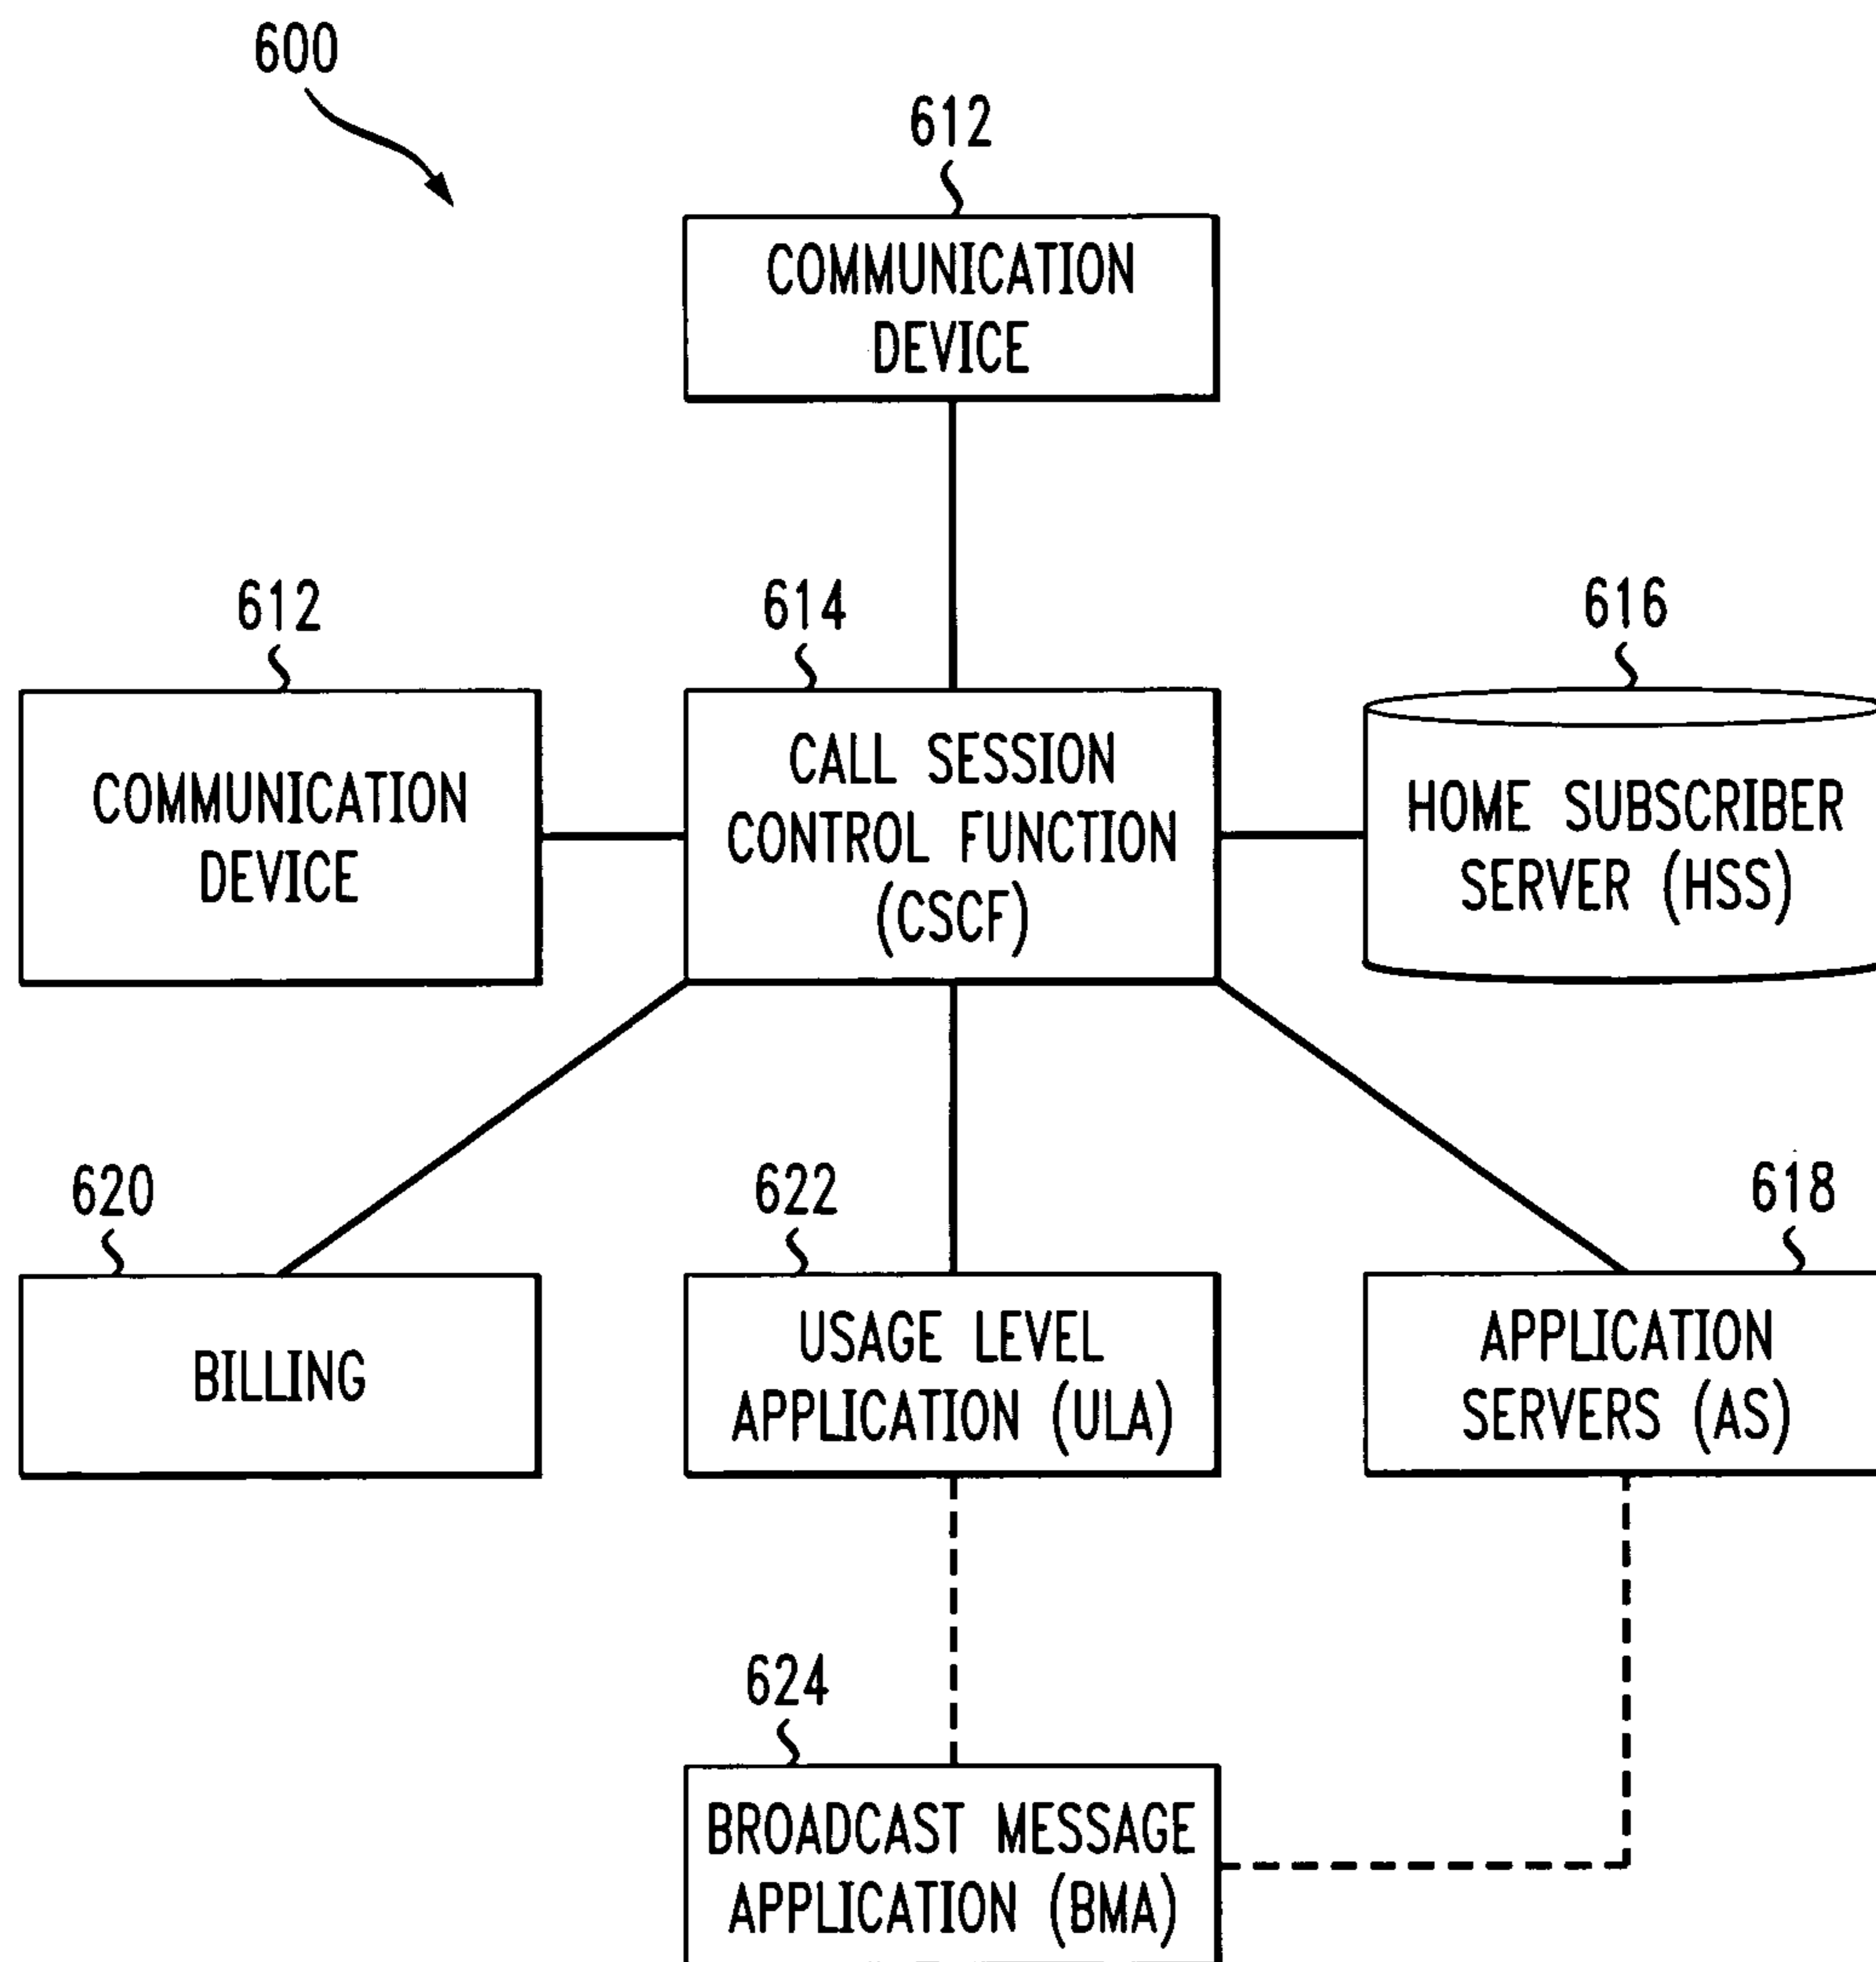 600
612
COMMUNICATION
DEVICE
612
COMMUNICATION
DEVICE
614
CALL SESSION
CONTROL FUNCTION
(CSCF)
616
HOME SUBSCRIBER
SERVER (HSS)
620
BILLING
622
USAGE LEVEL
APPLICATION (ULA)
618
APPLICATION
SERVERS (AS)
624
BROADCAST MESSAGE
APPLICATION (BMA)